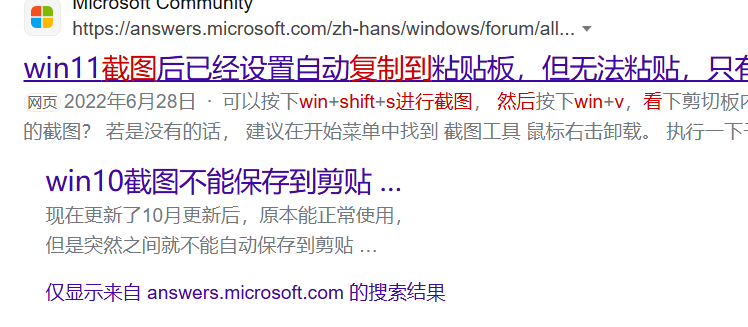 Microsoft Community
https://answers.microsoft.com/zh-hans/windows/forum/all...
win11截图后已经设置自动复制到粘贴板，但无法粘贴，只有
网页 2022年6月28日 · 可以按下win+shift+s进行截图， 然后按下win+v，看下剪切板内
的截图？ 若是没有的话， 建议在开始菜单中找到 截图工具 鼠标右击卸载。 执行一下
win10截图不能保存到剪贴 ...
现在更新了10月更新后，原本能正常使用，
但是突然之间就不能自动保存到剪贴 ...
仅显示来自 answers.microsoft.com 的搜索结果